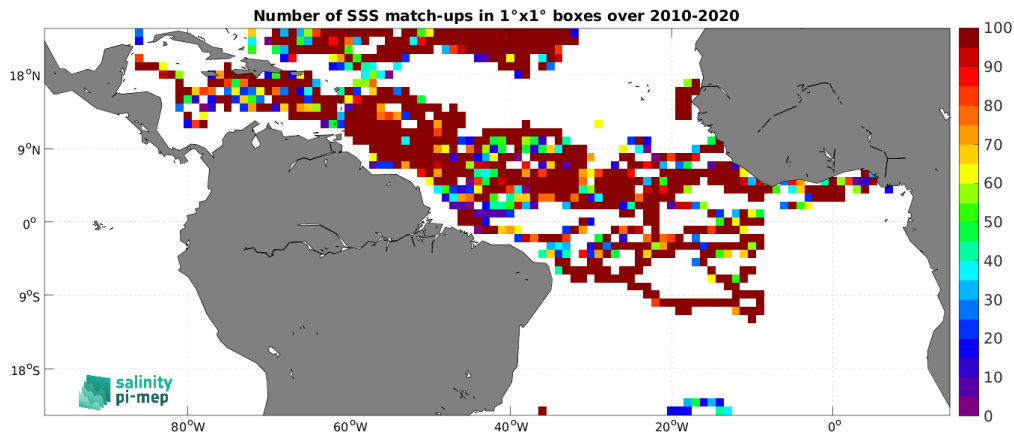 Number of SSS match-ups in 1°x1° boxes over 2010-2020
100
90
80
70
60
50
40
30
20
10
0
18°N
9°N
0°
9°S
18°S
80°W
60°W
40°W
20°W
0°
salinity
pi-mep